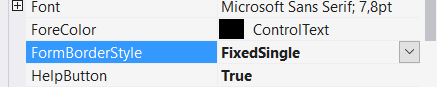 Font Microsoft Sans Serif; 7,8pt
ForeColor ControlText
FormBorderStyle FixedSingle
HelpButton True